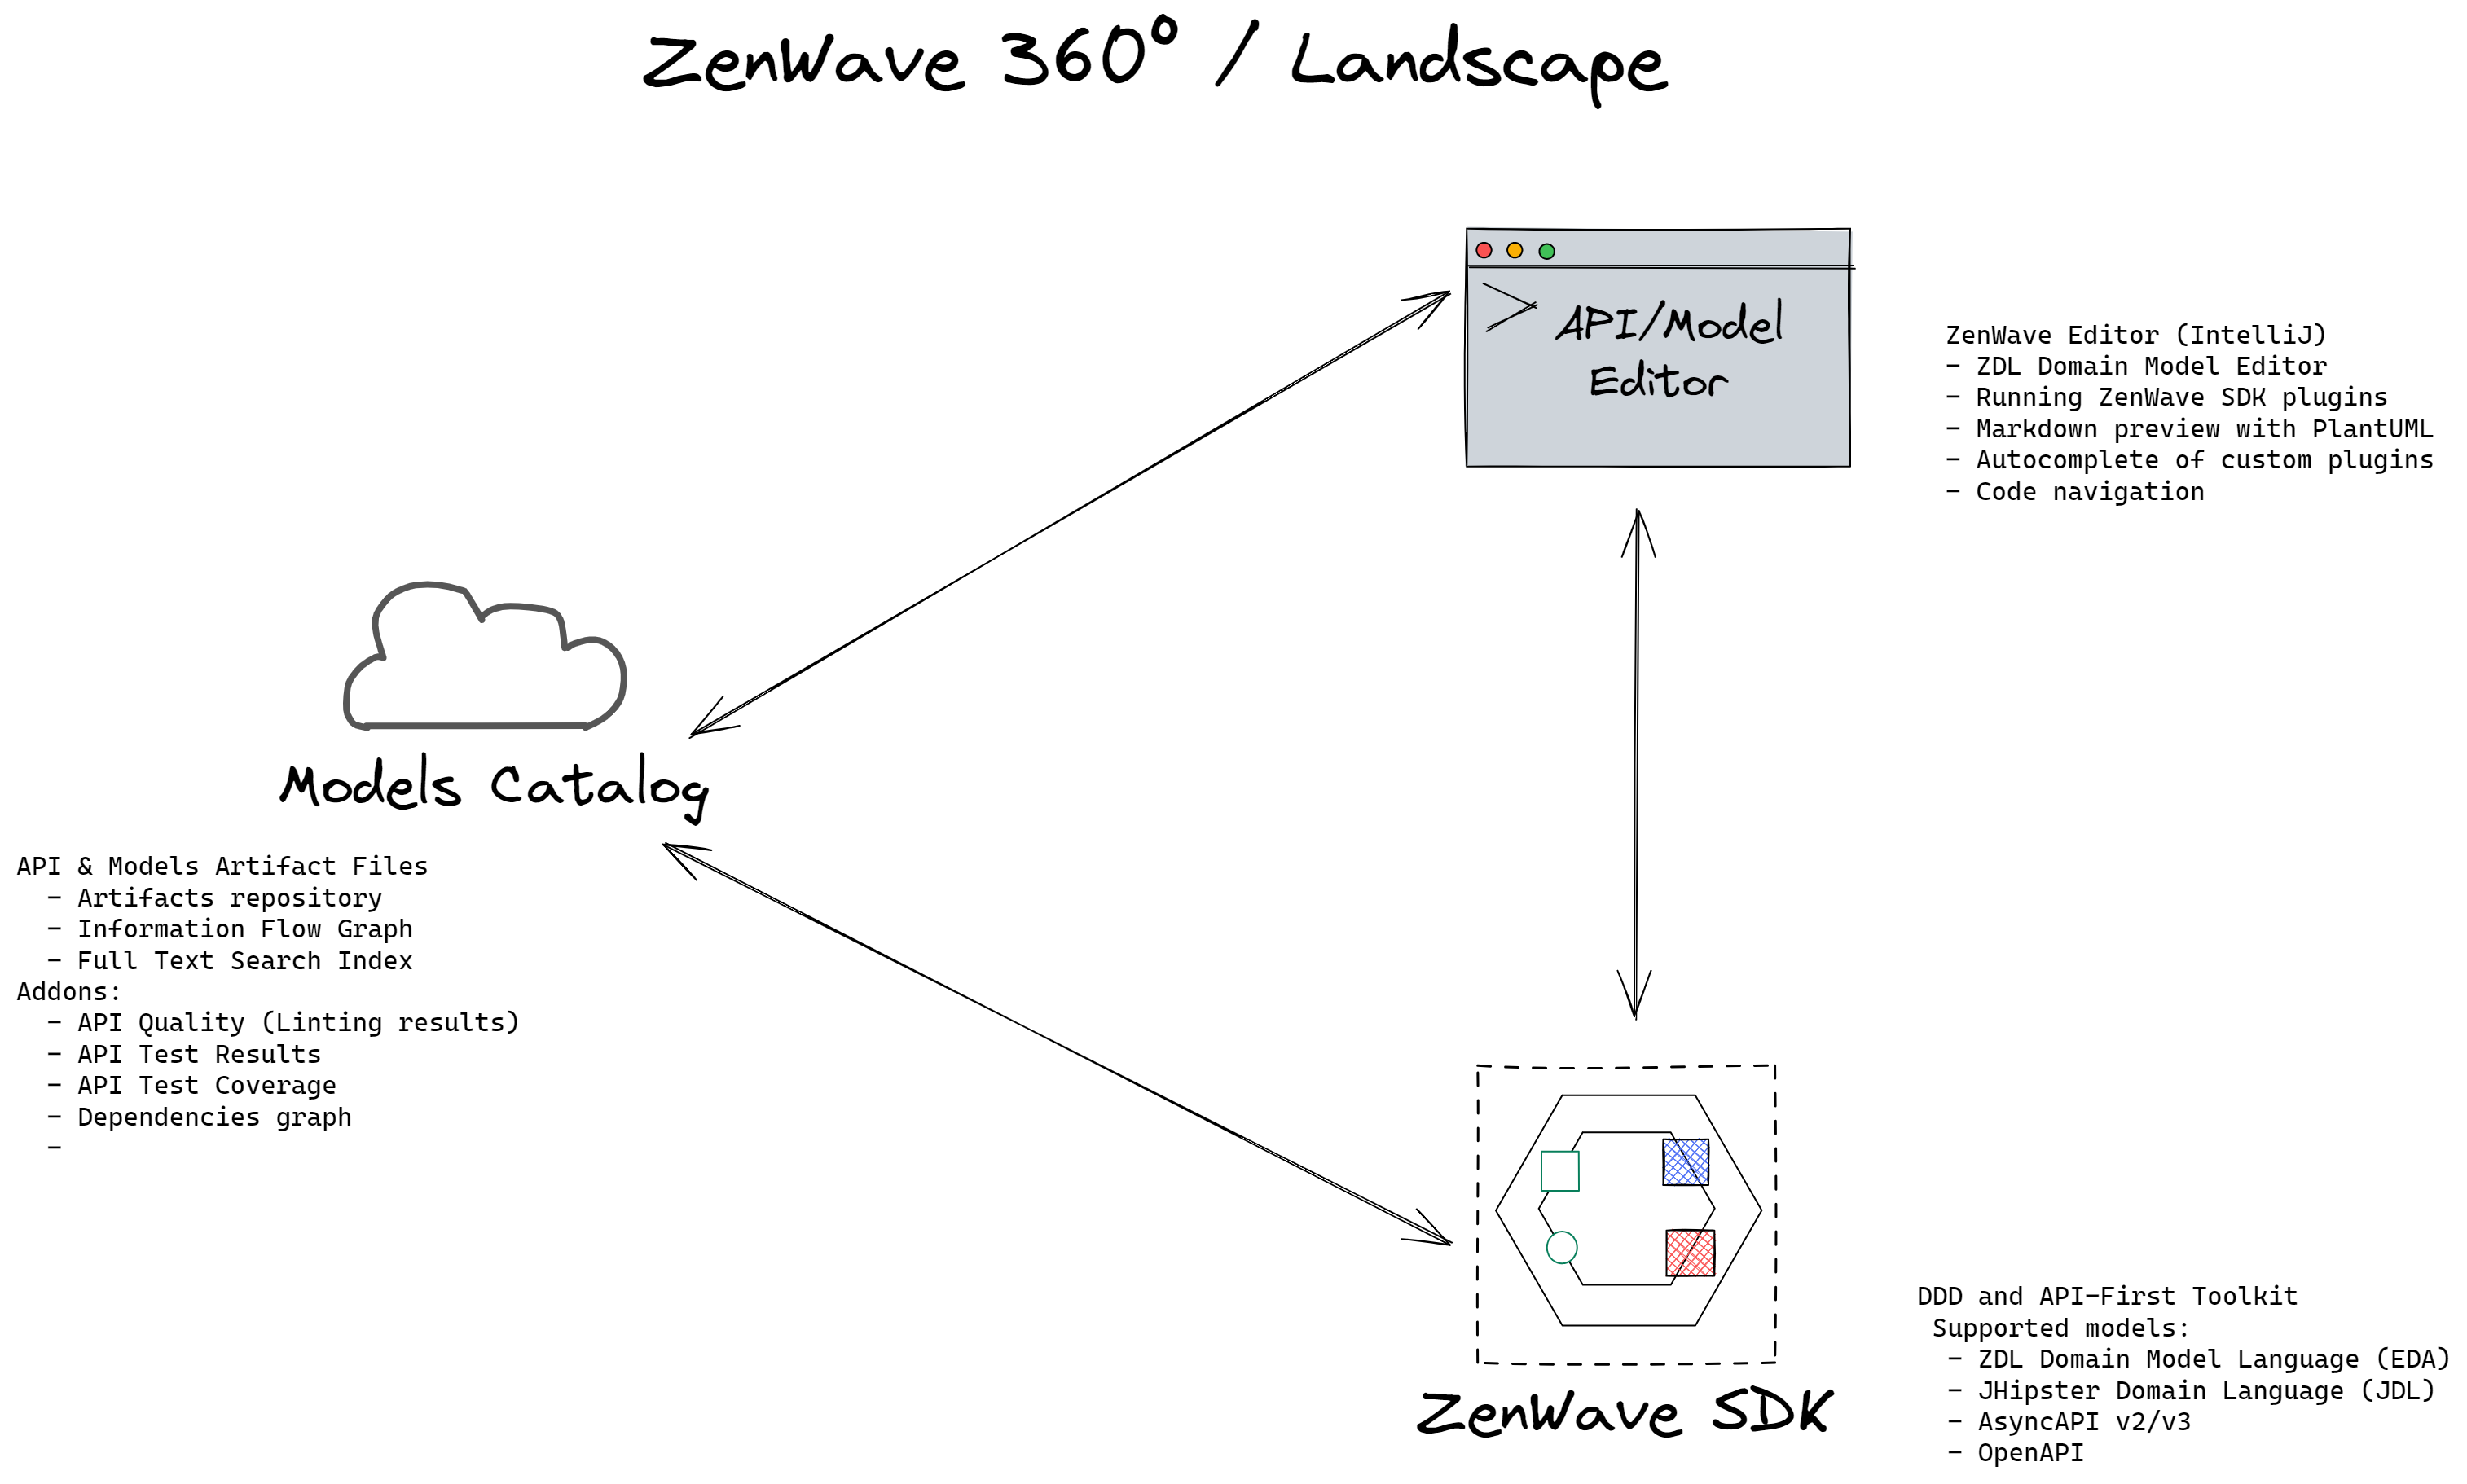 ZenWave 360° / Landscape
> API/Model
Editor
ZenWave Editor (IntelliJ)
- ZDL Domain Model Editor
- Running ZenWave SDK plugins
- Markdown preview with PlantUML
- Autocomplete of custom plugins
- Code navigation
Models Catalog
API & Models Artifact Files
- Artifacts repository
- Information Flow Graph
- Full Text Search Index
Addons:
- API Quality (Linting results)
- API Test Results
- API Test Coverage
- Dependencies graph
-
ZenWave SDK
DDD and API-First Toolkit
Supported models:
- ZDL Domain Model Language (EDA)
- JHipster Domain Language (JDL)
- AsyncAPI v2/v3
- OpenAPI